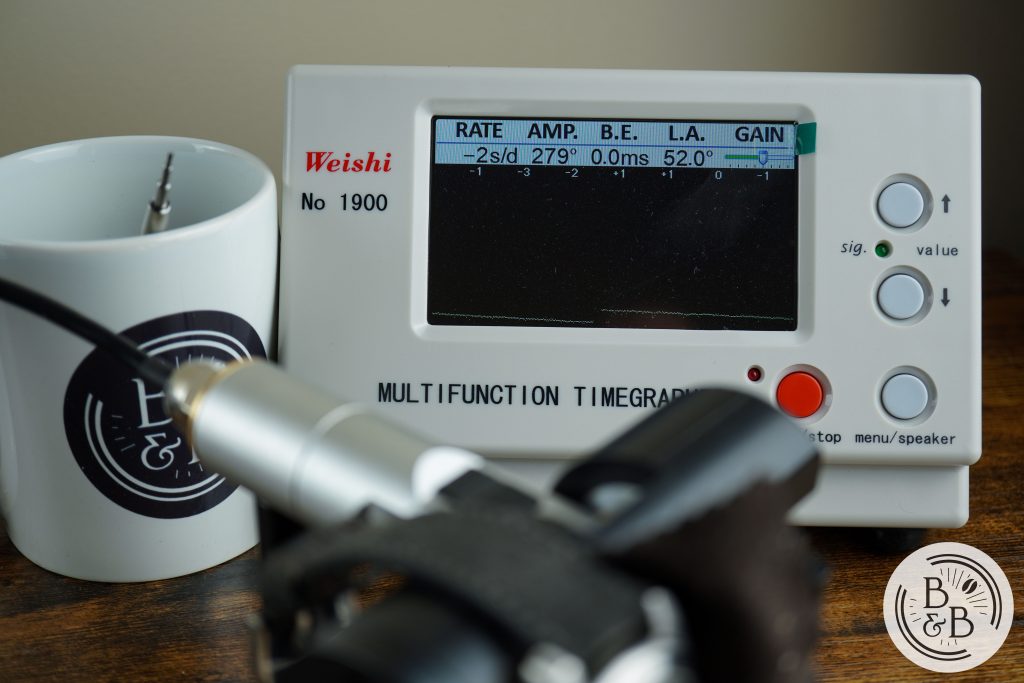 RATE AMP. B.E. L.A. GAIN
-2s/d 279° 0.0ms 52.0°
-1 -3 -2 +1 +1 0 -1
Weishi
No 1900
sig. value
MULTIFUNCTION
stop menu/speaker
B
&
B
&B